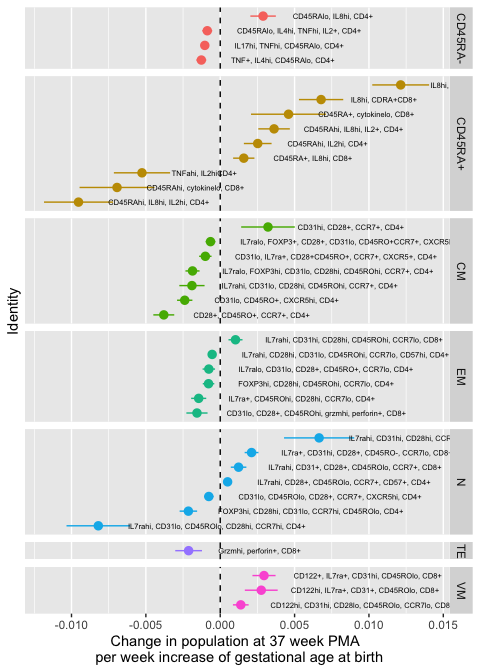 CD45RAlo, IL8hi, CD4+
CD45RAlo, IL4hi, TNFhi, IL2+, CD4+
IL17hi, TNFhi, CD45RAlo, CD4+
TNF+, IL4hi, CD45RAlo, CD4+
CD45RA-
IL8hi,
IL8hi, CDRA+CD8+
CD45RA+, cytokinelo, CD8+
CD45RAhi, IL8hi, IL2+, CD4+
CD45RAhi, IL2hi, CD4+
CD45RA+, IL8hi, CD8+
TNFAhi, IL2hiCD4+
CD45RAhi, cytokinelo, CD8+
CD45RAhi, IL8hi, IL2hi, CD4+
CD45RA+
CD31hi, CD28+, CCR7+, CD4+
IL7ralo, FOXP3+, CD28+, CD31lo, CD45RO+CCR7+, CXCR5
CD31lo, IL7ra+, CD28+CD45RO+, CCR7+, CXCR5+, CD4+
IL7ralo, FOXP3hi, CD31lo, CD28hi, CD45ROhi, CCR7+, CD4+
IL7rahi, CD31lo, CD28hi, CD45ROhi, CCR7+, CD4+
CD31lo, CD45RO+, CXCR5hi, CD4+
CD28+, CD45RO+, CCR7+, CD4+
CM
IL7rahi, CD31hi, CD28hi, CD45ROhi, CCR7lo, CD8+
IL7rahi, CD28hi, CD31lo, CD45ROhi, CCR7lo, CD57hi, CD4+
IL7ralo, CD31lo, CD28+, CD45RO+, CCR7lo, CD4+
FOXP3hi, CD28hi, CD45ROhi, CCR7lo, CD4+
IL7ra+, CD45ROhi, CD28hi, CCR7lo, CD4+
CD31lo, CD28+, CD45ROhi, grzmhi, perforin+, CD8+
EM
IL7rahi, CD31hi, CD28hi, CCR
IL7ra+, CD31hi, CD28+, CD45RO-, CCR7lo, CD8-
IL7rahi, CD31+, CD28+, CD45ROlo, CCR7+, CD8+
IL7rahi, CD28+, CD45ROlo, CCR7+, CD57+, CD4+
CD31lo, CD45ROlo, CD28+, CCR7+, CXCR5hi, CD4+
FOXP3hi, CD28hi, CD31lo, CCR7hi, CD45ROlo, CD4+
IL7rahi, CD31lo, CD45ROlo, CD28hi, CCR7hi, CD4+
N
Grzmhi, perforin+, CD8+
TE
CD122+, IL7ra+, CD31hi, CD45ROlo, CD8+
CD122hi, IL7ra+, CD31+, CD45ROlo, CD8+
CD122hi, CD31hi, CD28lo, CD45ROlo, CCR7lo, CD8
VM
Identity
-0.010 -0.005 0.000 0.005 0.010 0.015
Change in population at 37 week PMA
per week increase of gestational age at birth